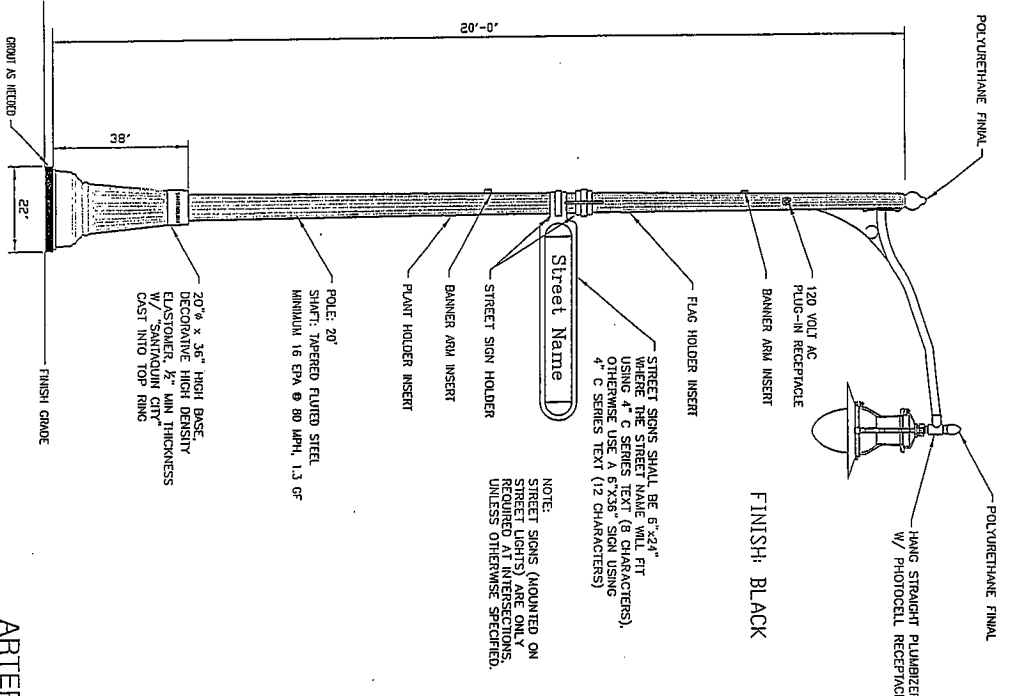 POLYURETHANE FINIAL
POLYURETHANE FINIAL
HANG STRAIGHT PLUMBIZER
W/ PHOTOCELL RECEPTACL
20'-0'
120 VOLT AC
PLUG-IN RECEPTACLE
BANNER ARM INSERT
FINISH: BLACK
FLAG HOLDER INSERT
STREET SIGNS SHALL BE 6"x24"
WHERE THE STREET NAME WILL FIT
USING 4" C SERIES TEXT (8 CHARACTERS),
OTHERWISE USE A 6"X36" SIGN USING
4" C SERIES TEXT (12 CHARACTERS)
Street Name
STREET SIGN HOLDER
BANNER ARM INSERT
PLANT HOLDER INSERT
NOTE:
STREET SIGNS (MOUNTED ON
STREET LIGHTS) ARE ONLY
REQUIRED AT INTERSECTIONS,
UNLESS OTHERWISE SPECIFIED.
POLE: 20'
SHAFT: TAPERED FLUTED STEEL
MINIMUM 16 EPA @ 80 MPH, 1.3 GF
38'
20"ø x 36" HIGH BASE,
DECORATIVE HIGH DENSITY
ELASTOMER, ½" MIN THICKNESS
W/ "SANTAQUIN CITY"
CAST INTO TOP RING
GROUT AS NEEDED
22'
FINISH GRADE